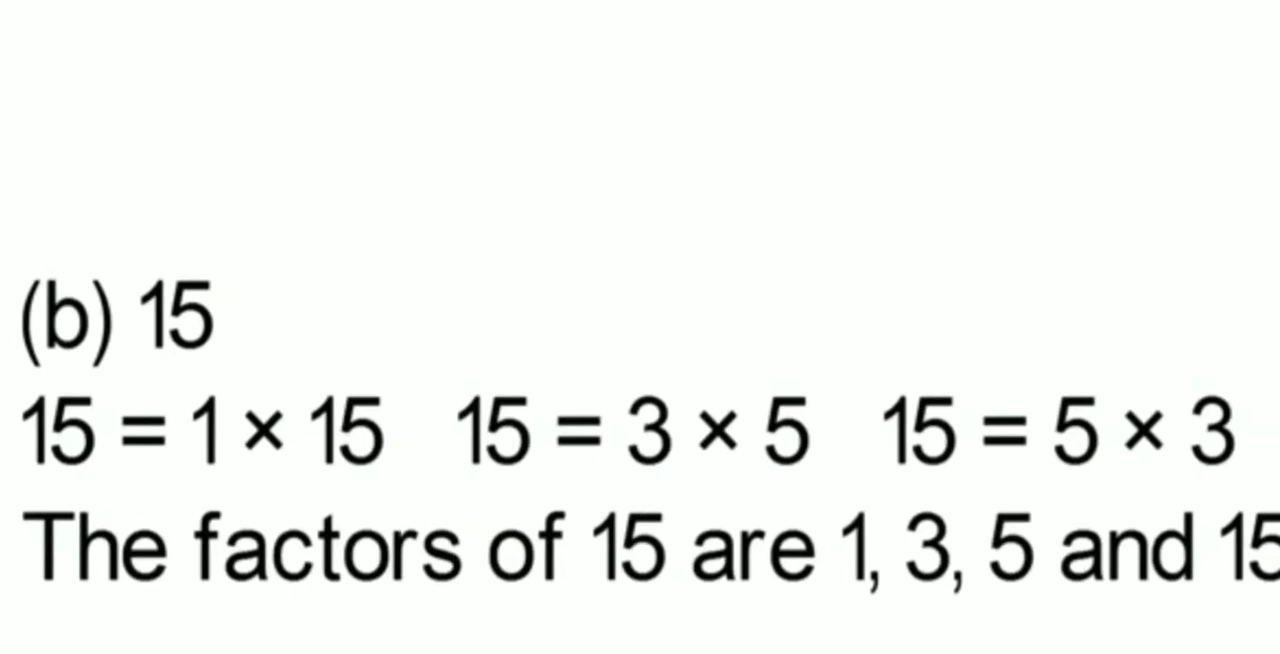 (b) 15
15 = 1 × 15 15 = 3 × 5 15 = 5 × 3
The factors of 15 are 1, 3, 5 and 15